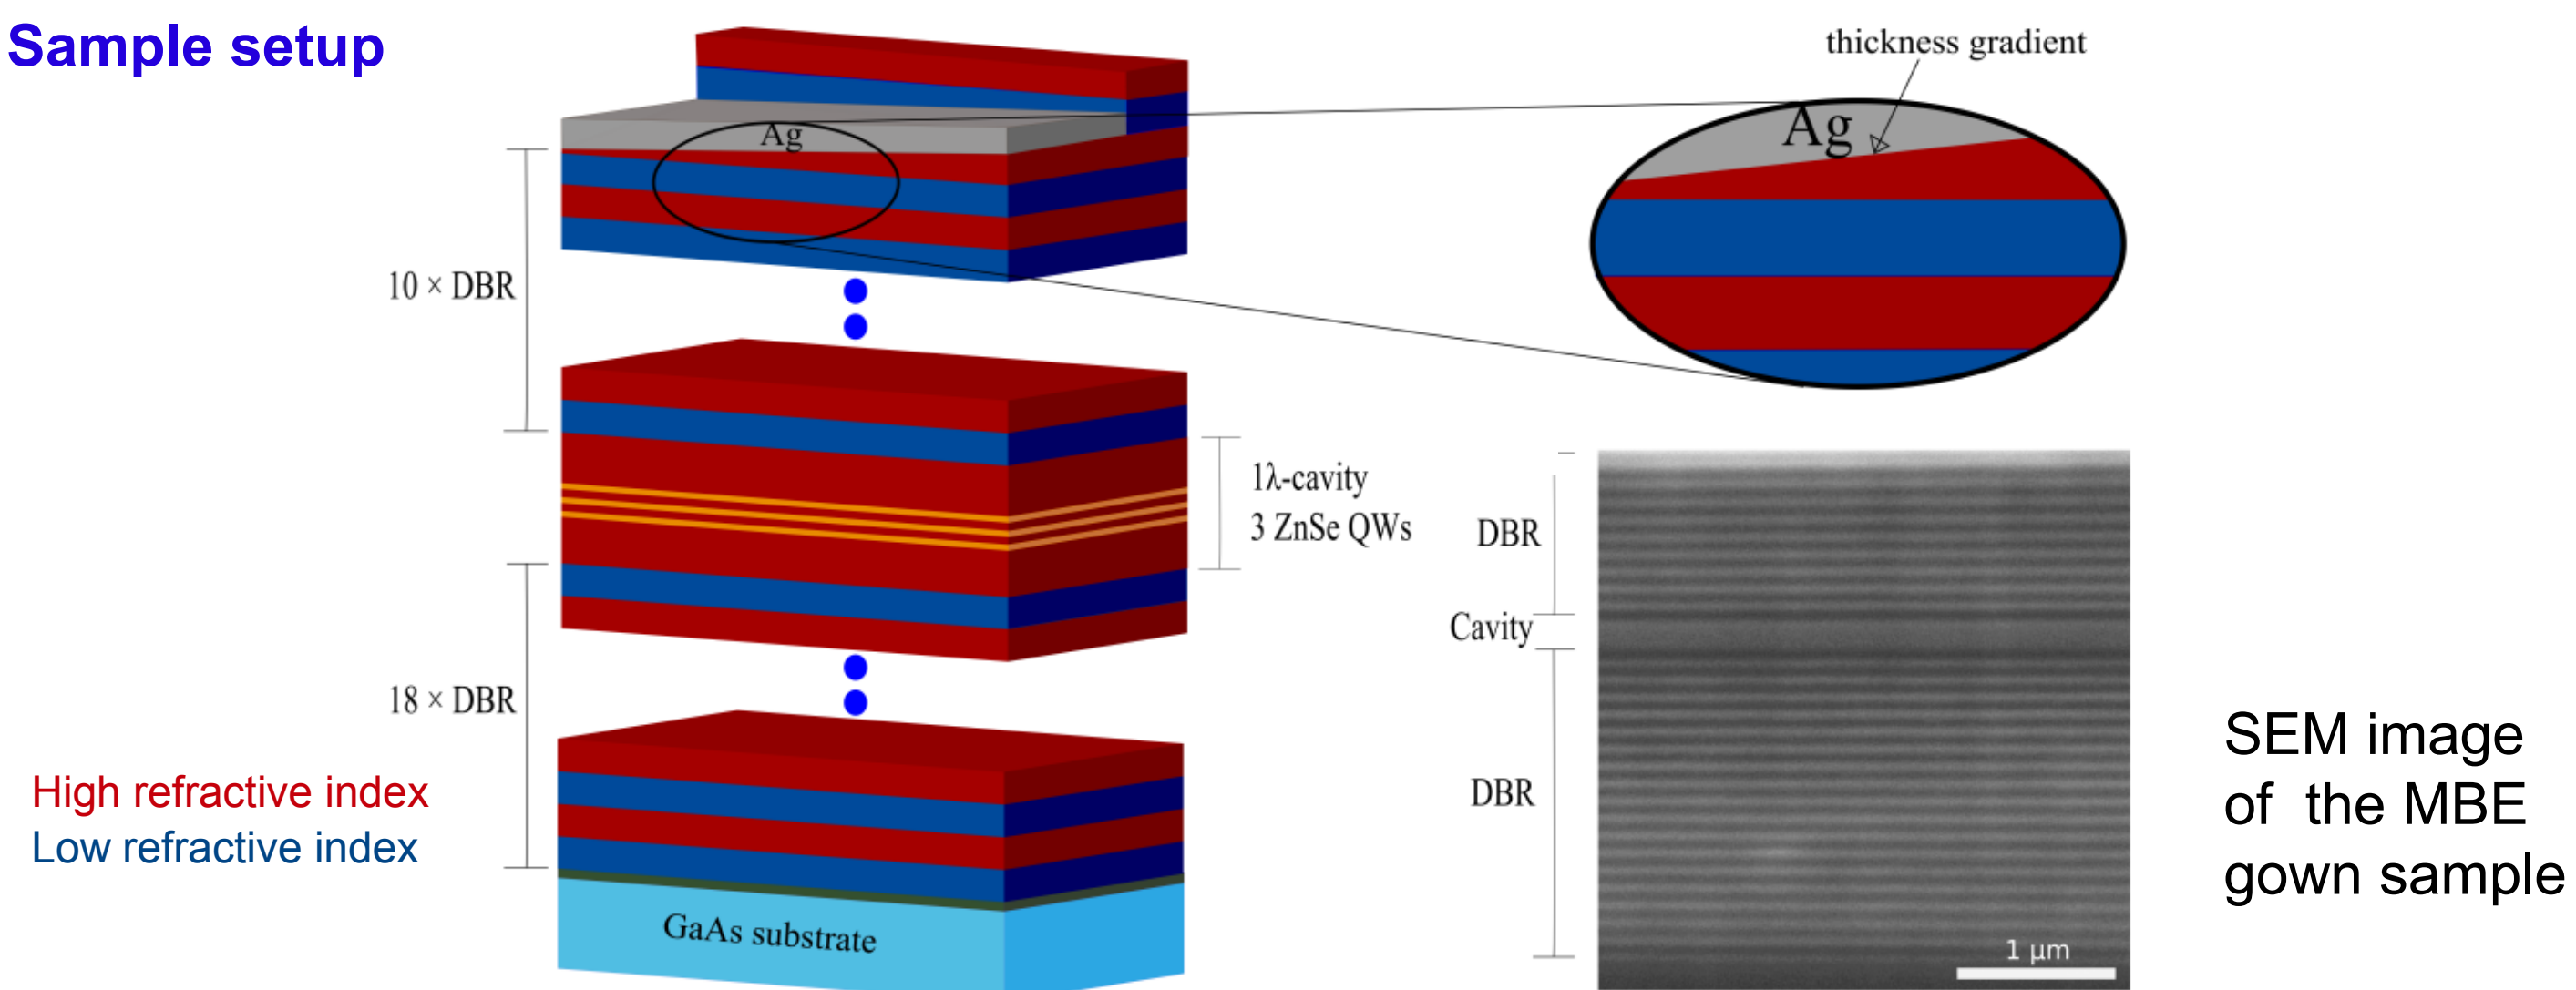 Sample setup
thickness gradient
Ag
Ag
10 × DBR
1λ-cavity
3 ZnSe QWs
DBR
Cavity
18 × DBR
DBR
High refractive index
Low refractive index
GaAs substrate
1 μm
SEM image
of the MBE
gown sample